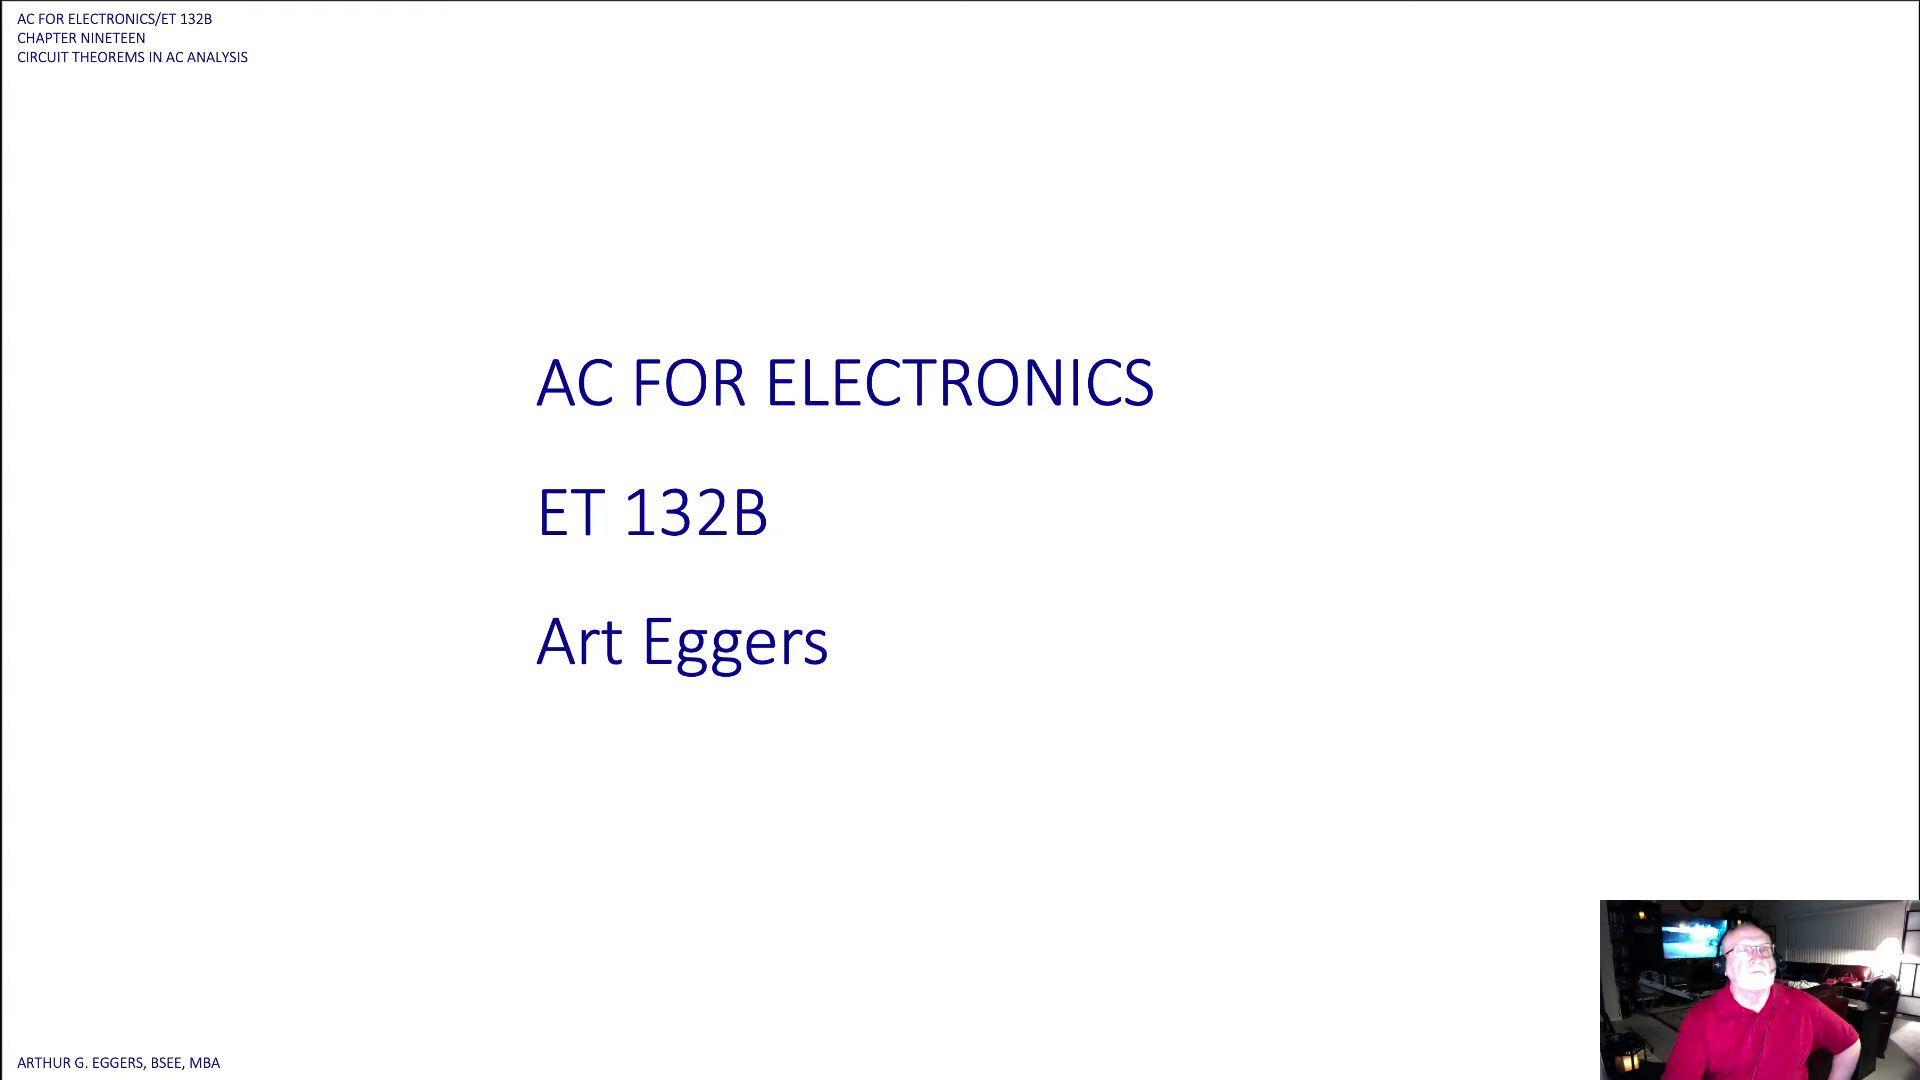 AC FOR ELECTRONICS/ET 132B
CHAPTER NINETEEN
CIRCUIT THEOREMS IN AC ANALYSIS
AC FOR ELECTRONICS
ET 132B
Art Eggers
ARTHUR G. EGGERS, BSEE, MBA